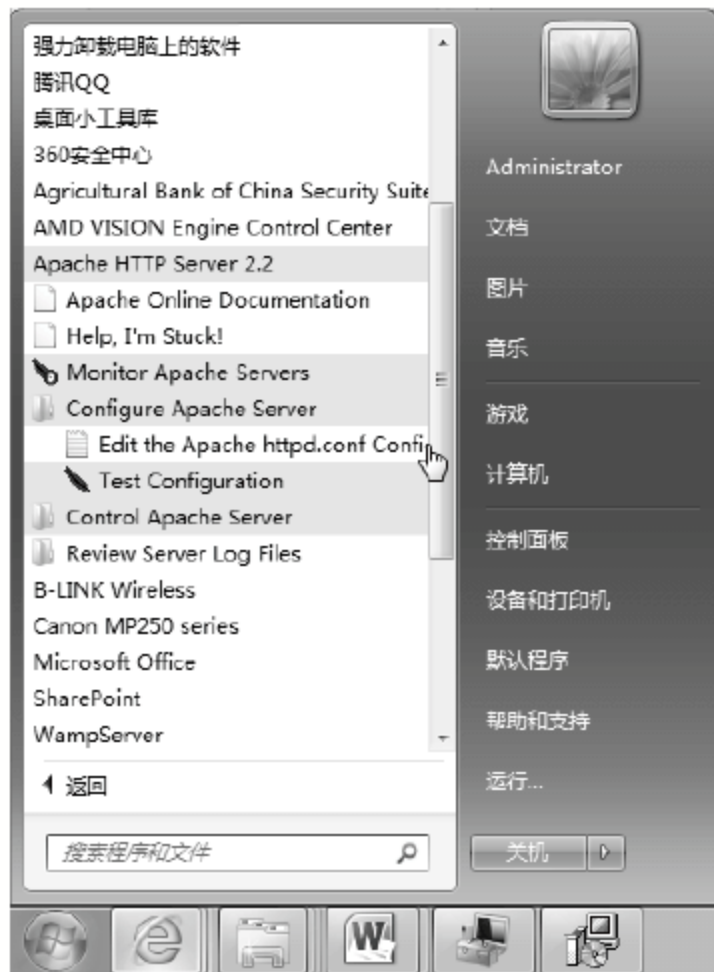 强力卸载电脑上的软件
腾讯QQ
桌面小工具库
360安全中心
Agricultural Bank of China Security Suite
AMD VISION Engine Control Center
Apache HTTP Server 2.2
Apache Online Documentation
Help, I'm Stuck!
Monitor Apache Servers
Configure Apache Server
Edit the Apache httpd.conf Confi
Test Configuration
Control Apache Server
Review Server Log Files
B-LINK Wireless
Canon MP250 series
Microsoft Office
SharePoint
WampServer
返回
搜索程序和文件
Administrator
文档
图片
音乐
游戏
计算机
控制面板
设备和打印机
默认程序
帮助和支持
运行...
关机
W